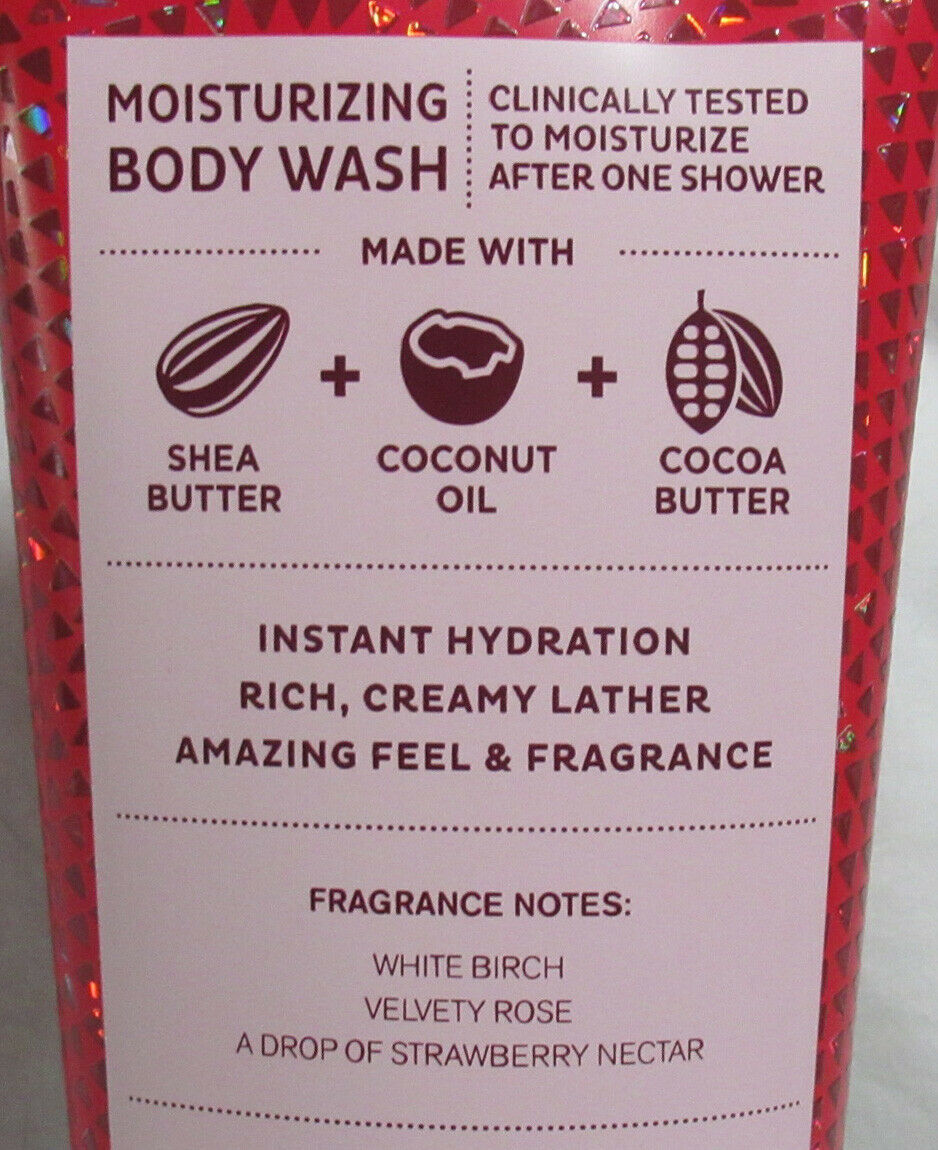 MOISTURIZING
BODY WASH
CLINICALLY TESTED
TO MOISTURIZE
AFTER ONE SHOWER
MADE WITH
SHEA
BUTTER
+
COCONUT
OIL
+
COCOA
BUTTER
INSTANT HYDRATION
RICH, CREAMY LATHER
AMAZING FEEL & FRAGRANCE
FRAGRANCE NOTES:
WHITE BIRCH
VELVETY ROSE
A DROP OF STRAWBERRY NECTAR